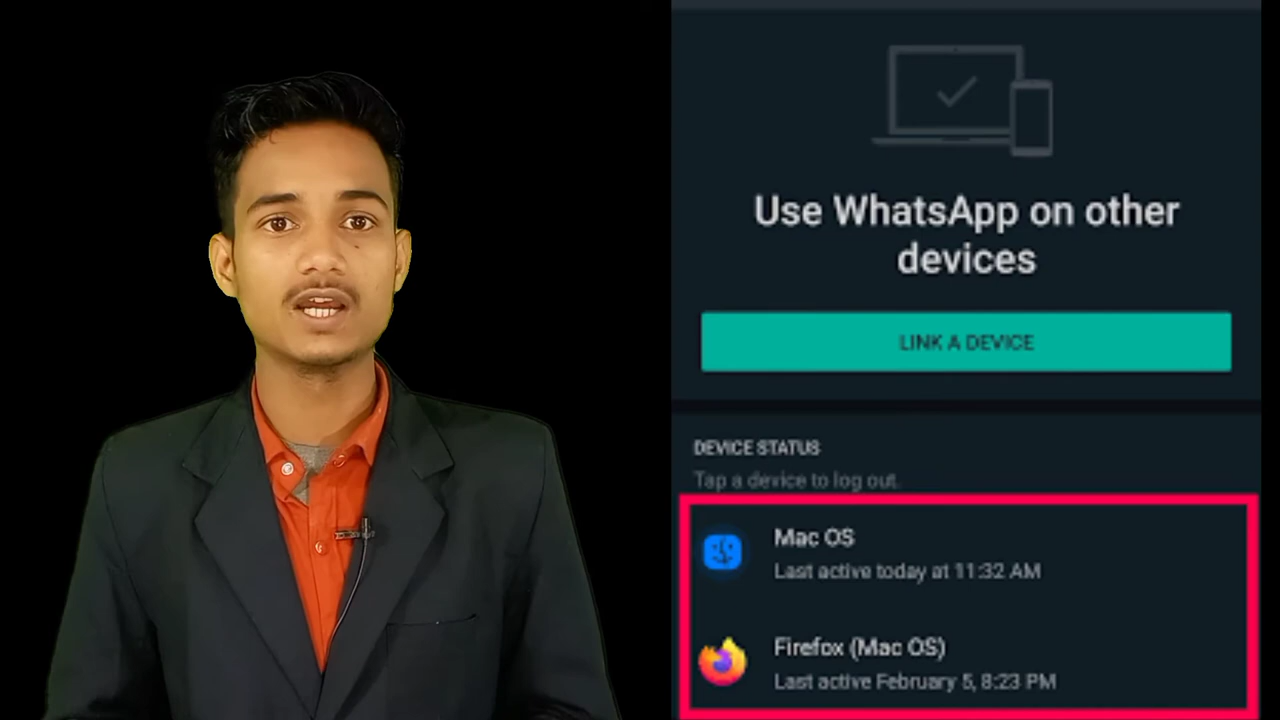 Use WhatsApp on other
devices
LINK A DEVICE
DEVICE STATUS
Tap a device to log out.
Mac OS
Last active today at 11:32 AM
Firefox (Mac OS)
Last active February 5, 8:23 PM